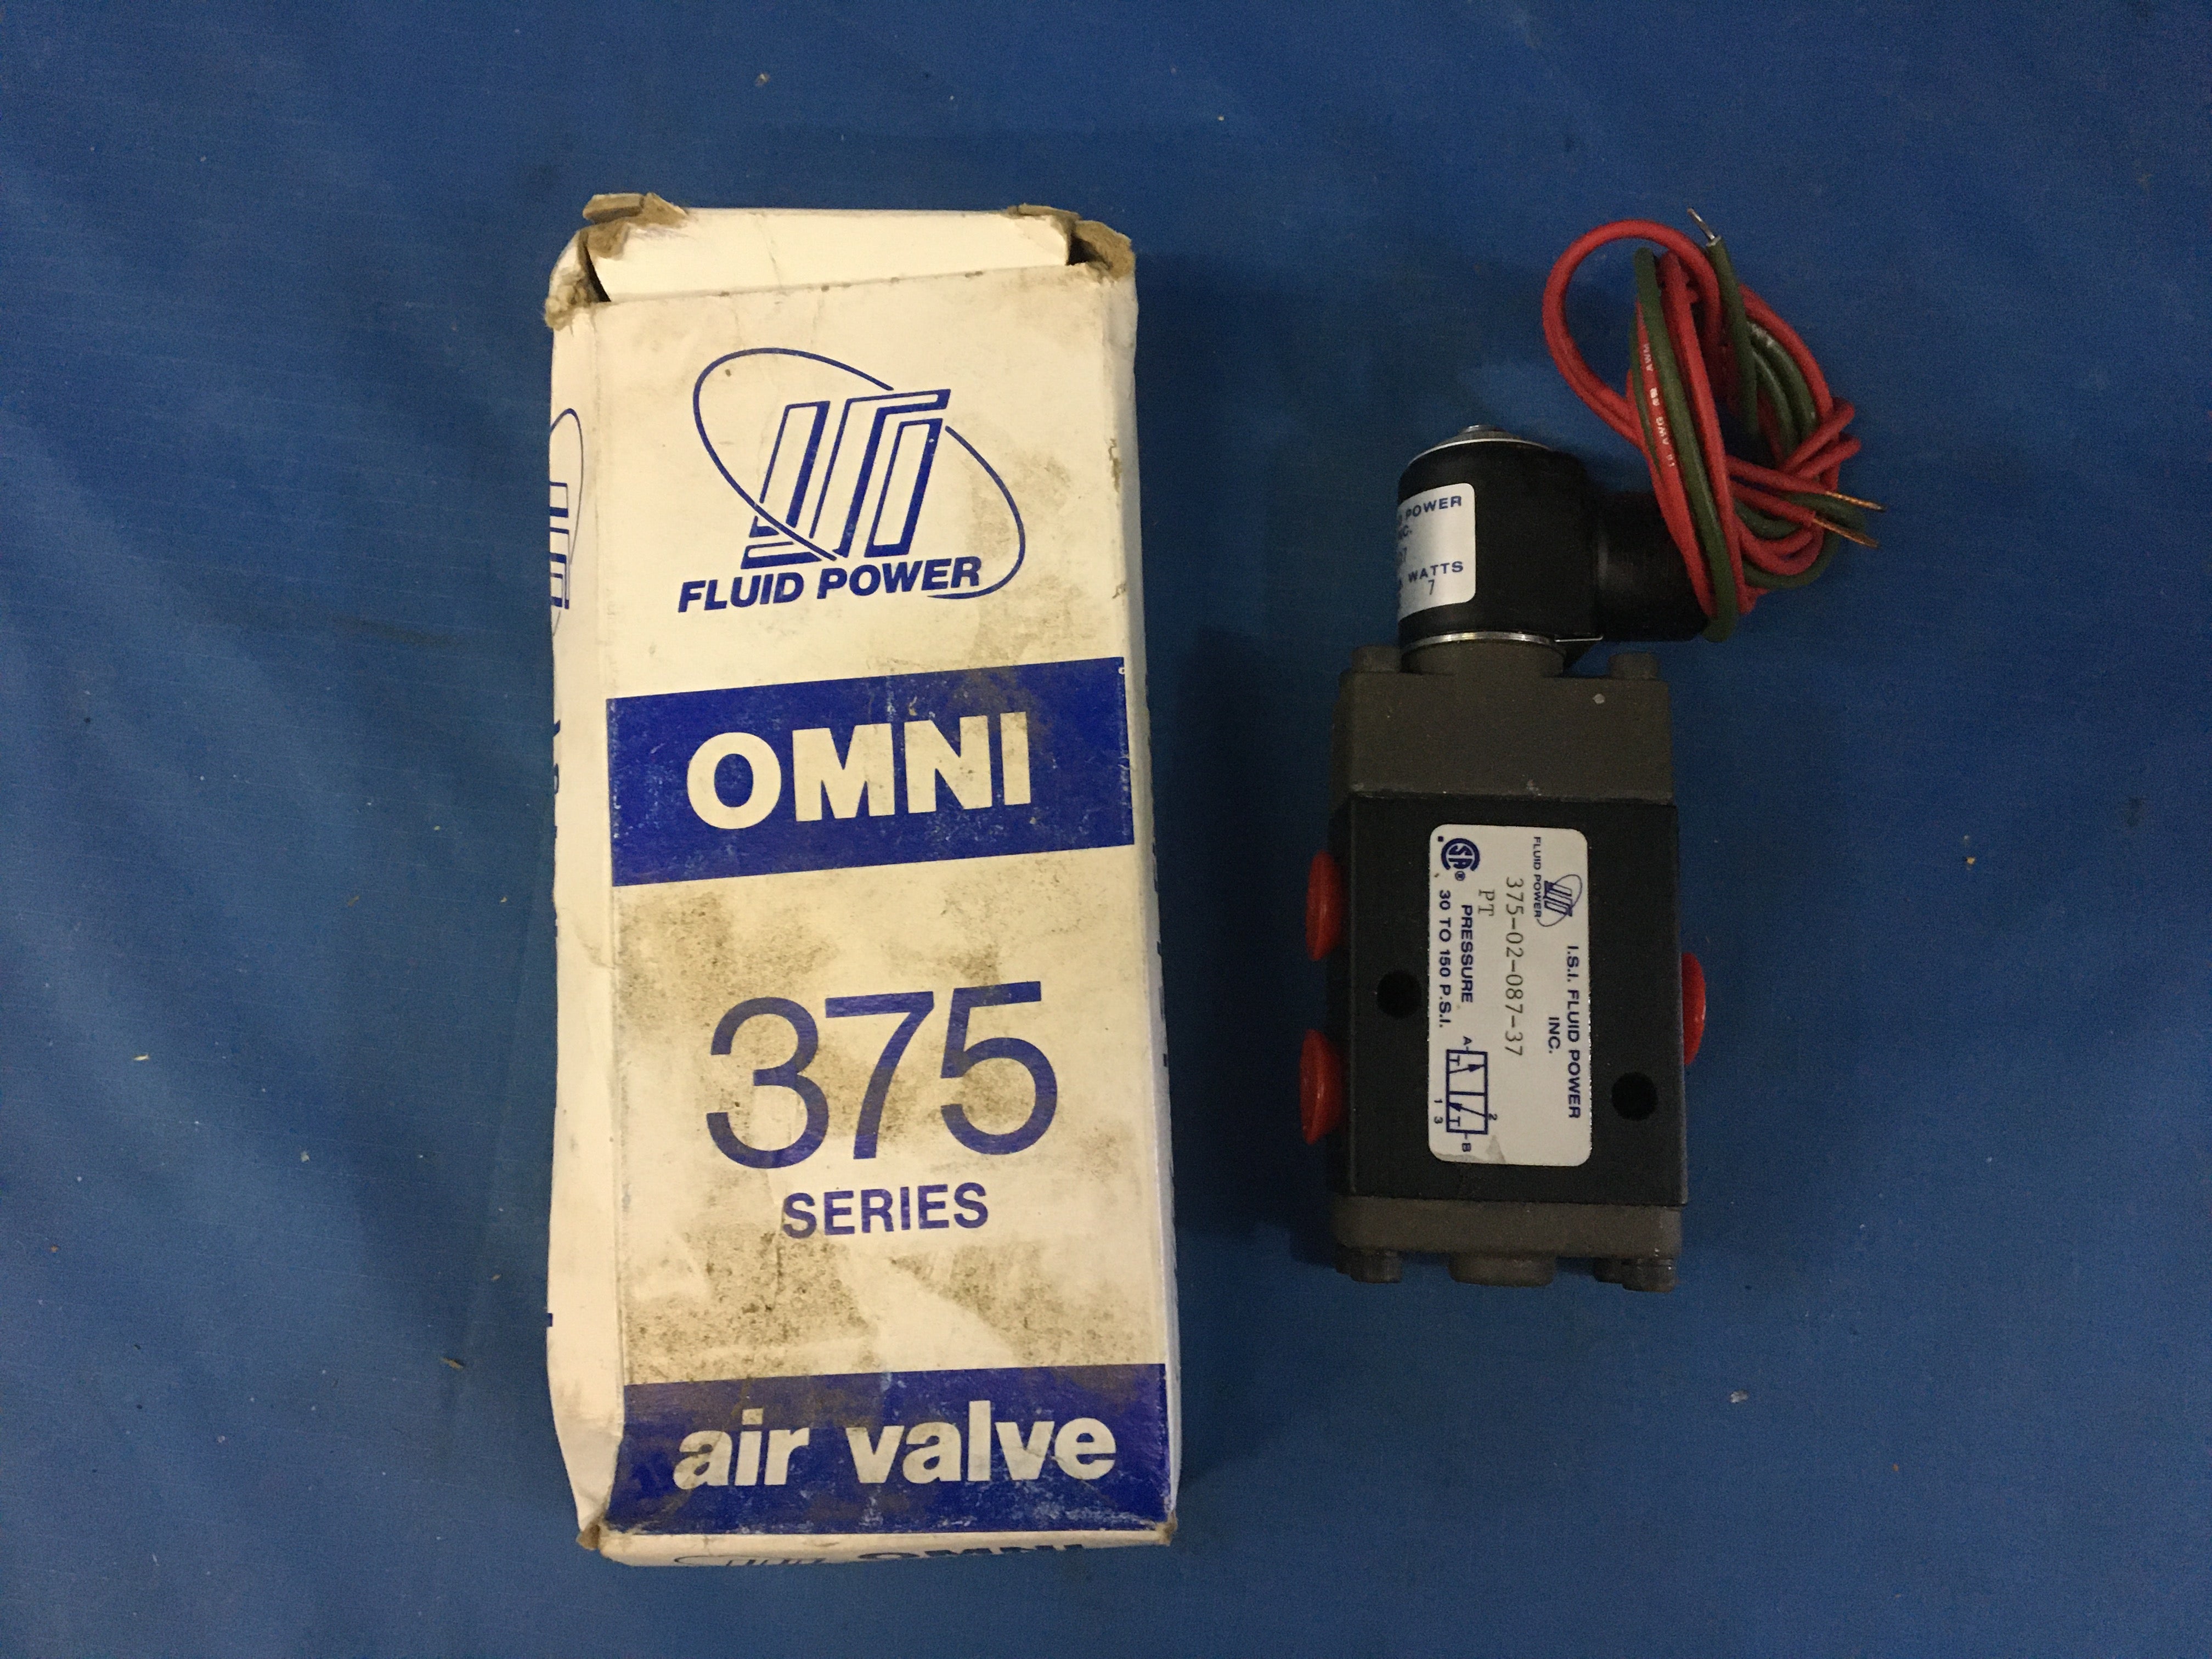 FLUID POWER
OMNI
375
SERIES
air valve
POWER
WATTS
7
I.S.I. FLUID POWER
INC.
FLUID POWER
375-02-087-37
PT
PRESSURE
30 TO 150 P.S.I.
A
B
2
1 3